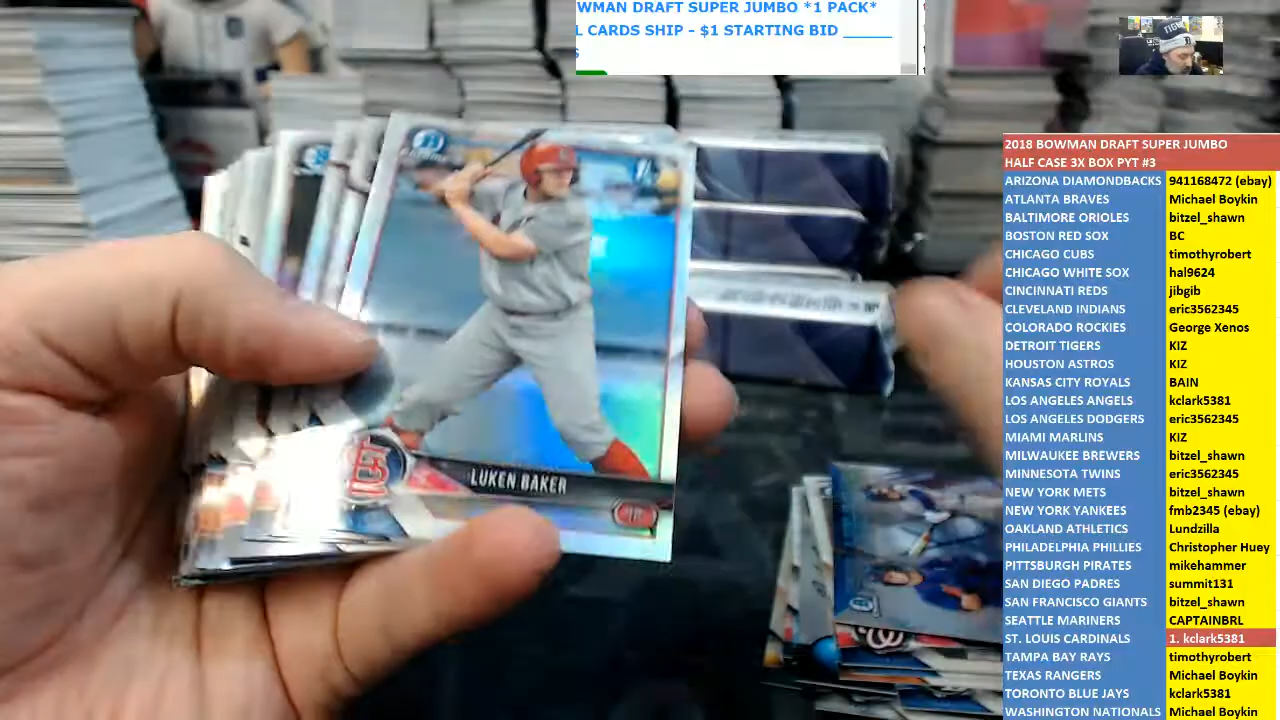 WMAN DRAFT SUPER JUMBO *1 PACK*
L CARDS SHIP - $1 STARTING BID _____
LUKEN BAKER
2018 BOWMAN DRAFT SUPER JUMBO
HALF CASE 3X BOX PYT #3
ARIZONA DIAMONDBACKS 941168472 (ebay)
ATLANTA BRAVES Michael Boykin
BALTIMORE ORIOLES bitzel_shawn
BOSTON RED SOX BC
CHICAGO CUBS timothyrobert
CHICAGO WHITE SOX hal9624
CINCINNATI REDS jibgib
CLEVELAND INDIANS eric3562345
COLORADO ROCKIES George Xenos
DETROIT TIGERS KIZ
HOUSTON ASTROS KIZ
KANSAS CITY ROYALS BAIN
LOS ANGELES ANGELS kclark5381
LOS ANGELES DODGERS eric3562345
MIAMI MARLINS KIZ
MILWAUKEE BREWERS bitzel_shawn
MINNESOTA TWINS eric3562345
NEW YORK METS bitzel_shawn
NEW YORK YANKEES fmb2345 (ebay)
OAKLAND ATHLETICS Lundzilla
PHILADELPHIA PHILLIES Christopher Huey
PITTSBURGH PIRATES mikehammer
SAN DIEGO PADRES summit131
SAN FRANCISCO GIANTS bitzel_shawn
SEATTLE MARINERS CAPTAINBRL
ST. LOUIS CARDINALS 1. kclark5381
TAMPA BAY RAYS timothyrobert
TEXAS RANGERS Michael Boykin
TORONTO BLUE JAYS kclark5381
WASHINGTON NATIONALS Michael Boykin